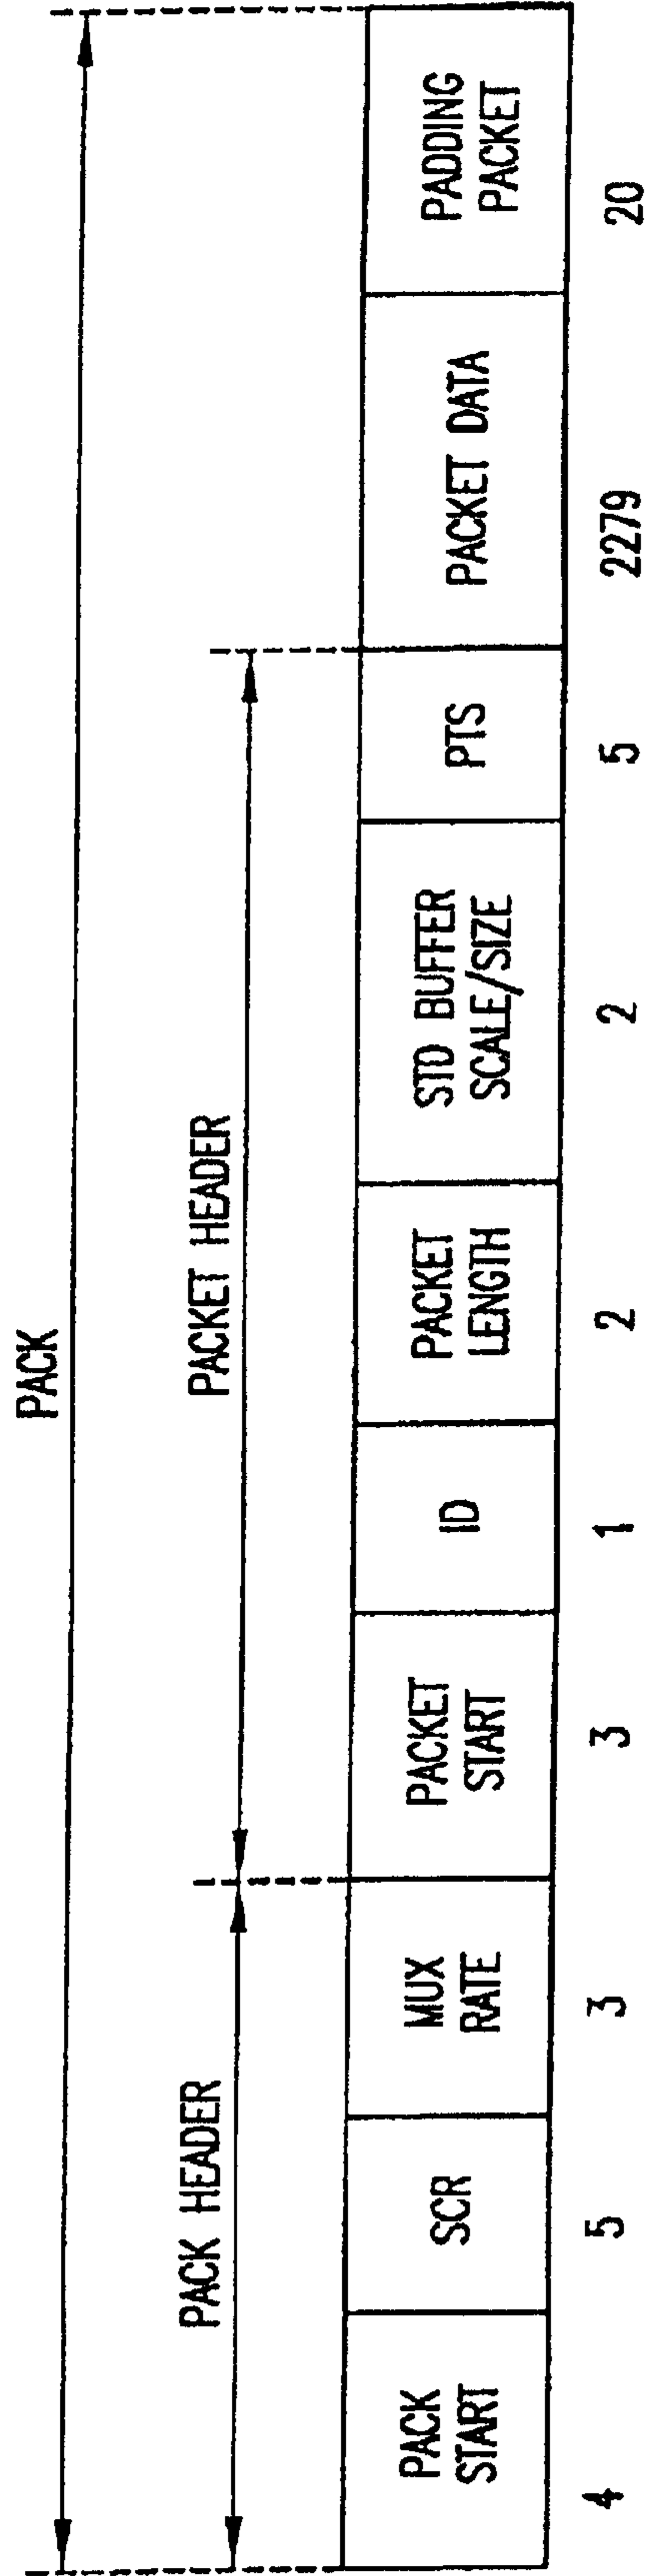 PACK
PACK HEADER
PACKET HEADER
PACK
START
SCR
MUX
RATE
PACKET
START
ID
PACKET
LENGTH
STD BUFFER
SCALE/SIZE
PTS
PACKET DATA
PADDING
PACKET
4
5
3
3
1
2
2
5
2279
20